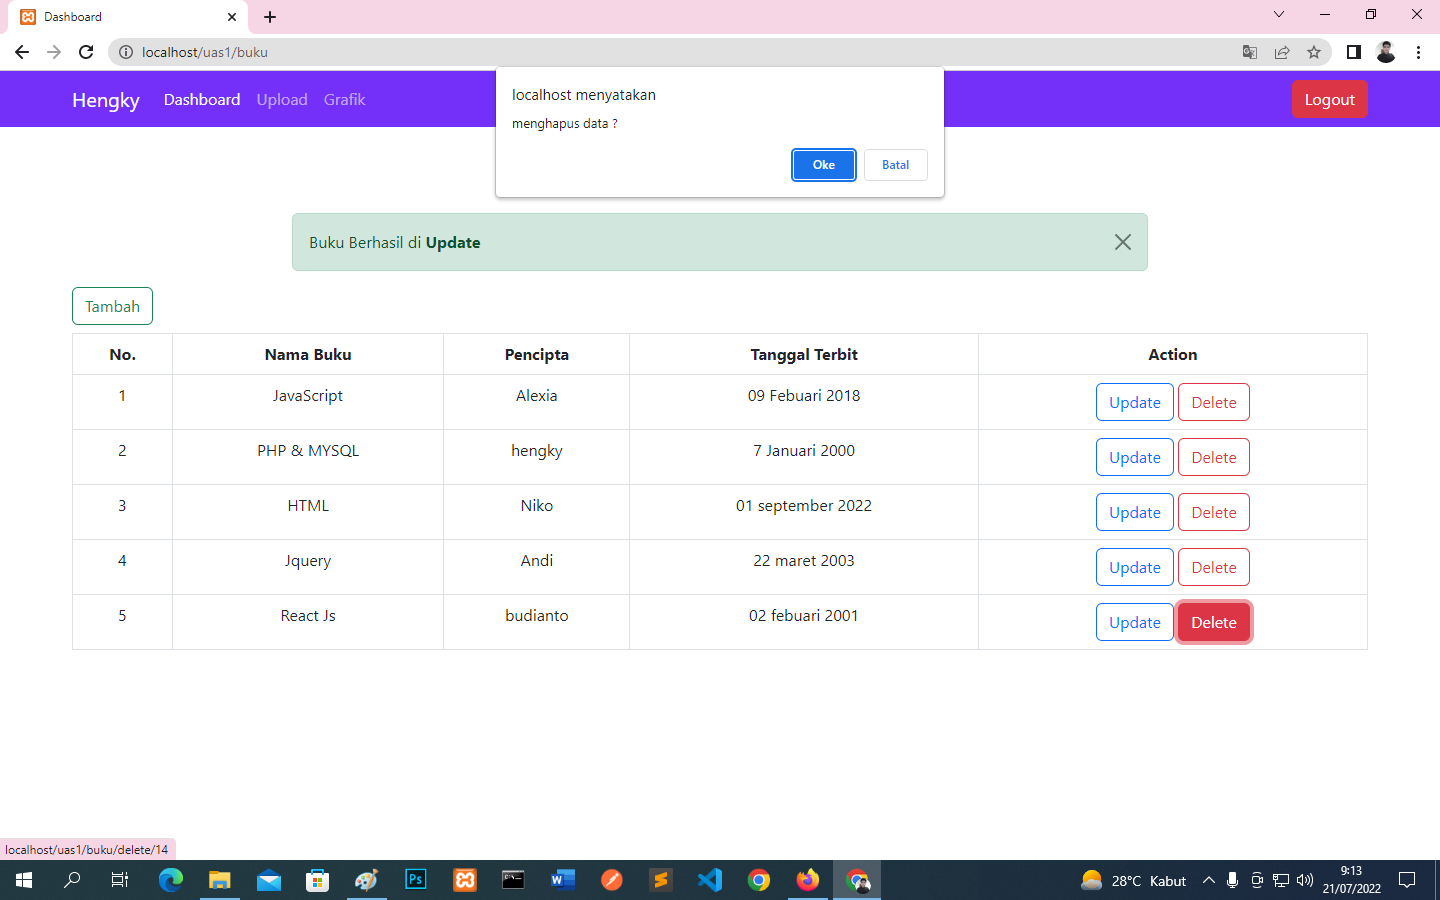 Dashboard
localhost/uas1/buku
Hengky Dashboard Upload Grafik Logout
localhost menyatakan
menghapus data ?
Oke Batal
Buku Berhasil di Update
Tambah
No. Nama Buku Pencipta Tanggal Terbit Action
1 JavaScript Alexia 09 Febuari 2018 Update Delete
2 PHP & MYSQL hengky 7 Januari 2000 Update Delete
3 HTML Niko 01 september 2022 Update Delete
4 Jquery Andi 22 maret 2003 Update Delete
5 React Js budianto 02 febuari 2001 Update Delete
localhost/uas1/buku/delete/14
Ps
28°C Kabut
9:13
21/07/2022